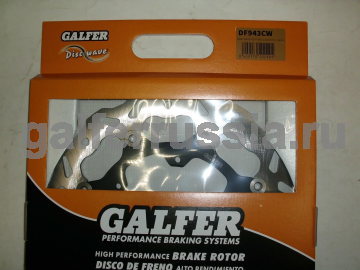 GALFER
Disc wave
DF943CW
galferrussia.ru
GALFER
PERFORMANCE BRAKING SYSTEMS
HIGH PERFORMANCE BRAKE ROTOR
DISCO DE FRENO ALTO RENDIMIENTO